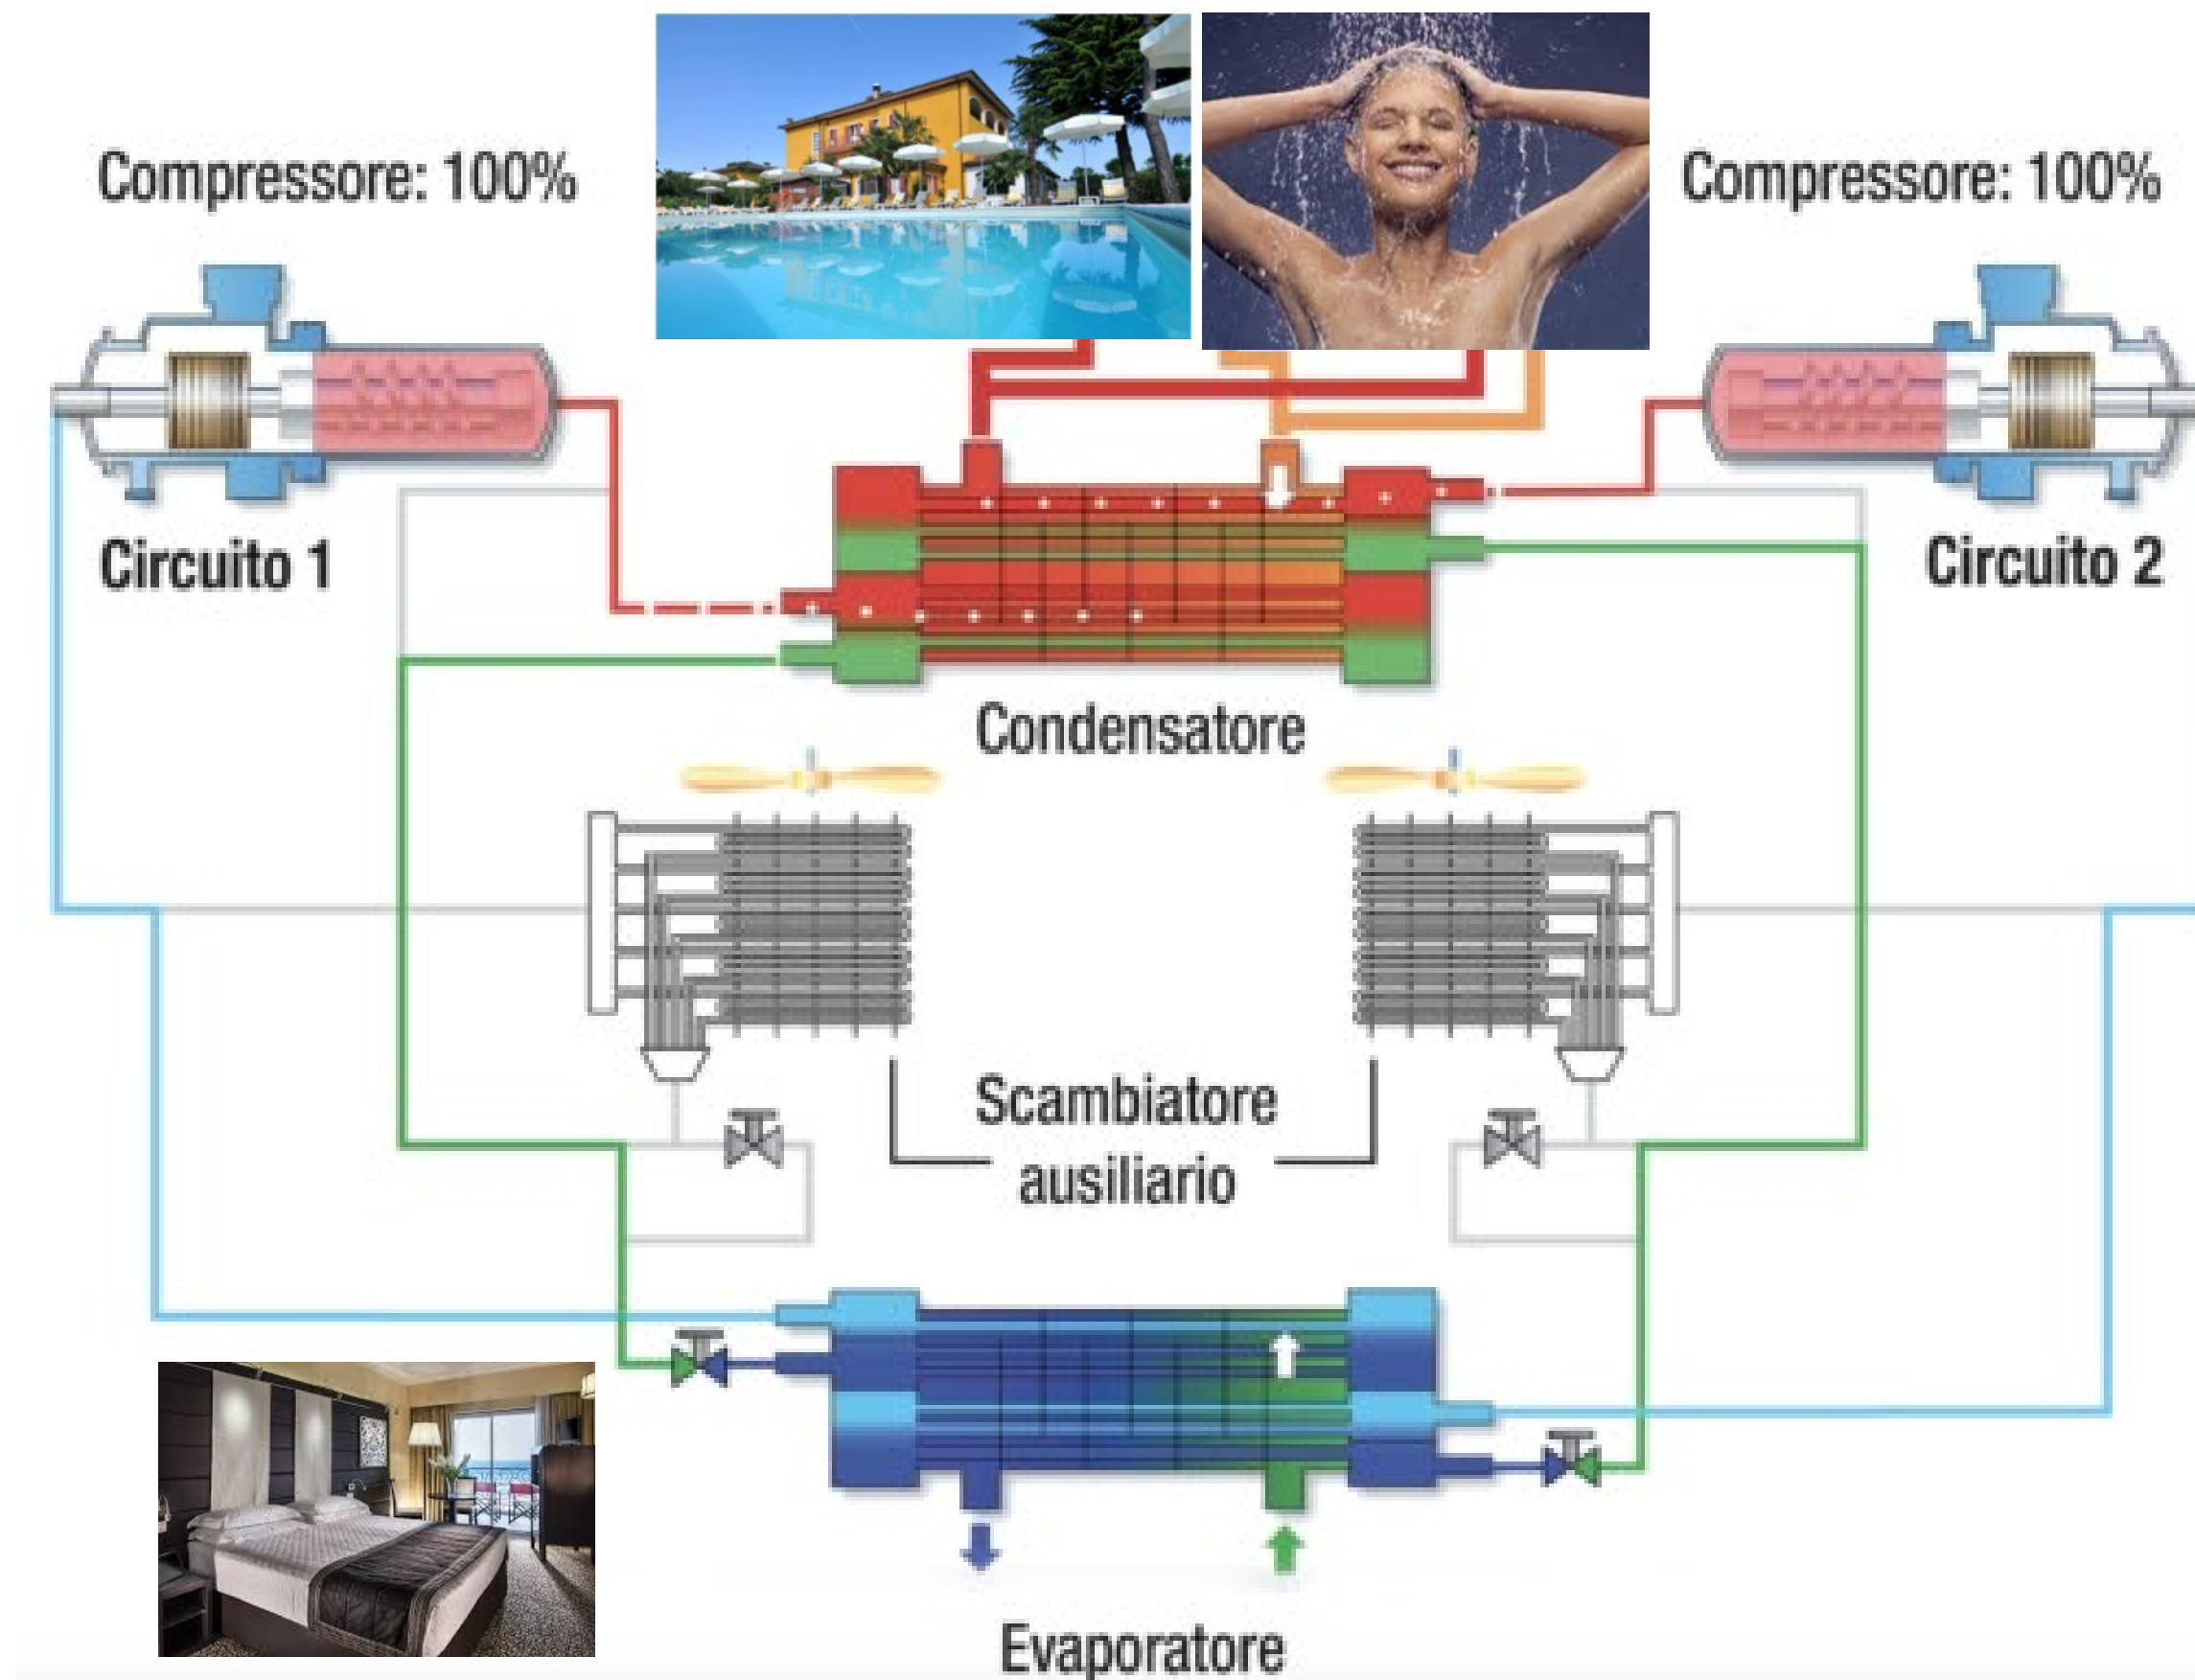 Compressore: 100%
Compressore: 100%
Circuito 1
Circuito 2
Condensatore
Scambiatore
ausiliario
Evaporatore